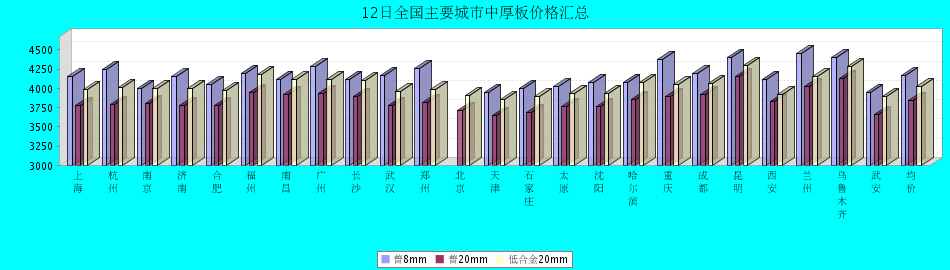 12日全国主要城市中厚板价格汇总
4500
4250
4000
3750
3500
3250
3000
上海 杭州 南京 济南 合肥 福州 南昌 广州 长沙 武汉 郑州 北京 天津 石家庄 太原 沈阳 哈尔滨 重庆 成都 昆明 西安 兰州 乌鲁木齐 武安 均价
普8mm 普20mm 低合金20mm